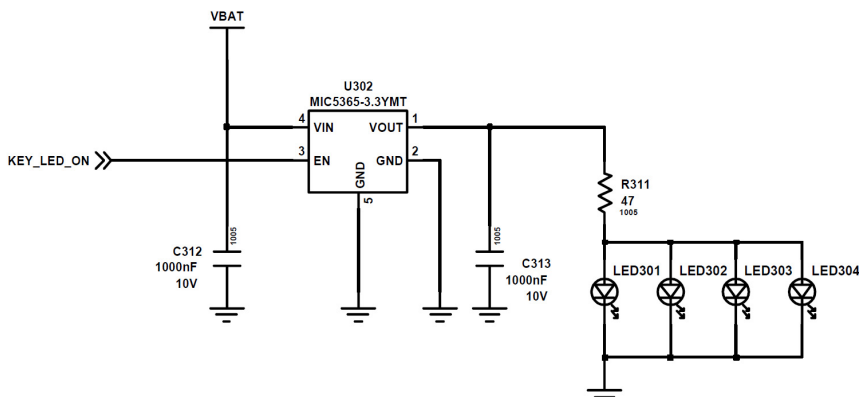 VBAT
U302
MIC5365-3.3YMT
4
VIN
VOUT
1
KEY_LED_ON
3
EN
GND
2
GND
5
R311
47
1005
1005
C312
1000nF
10V
1005
C313
1000nF
10V
LED301
LED302
LED303
LED304